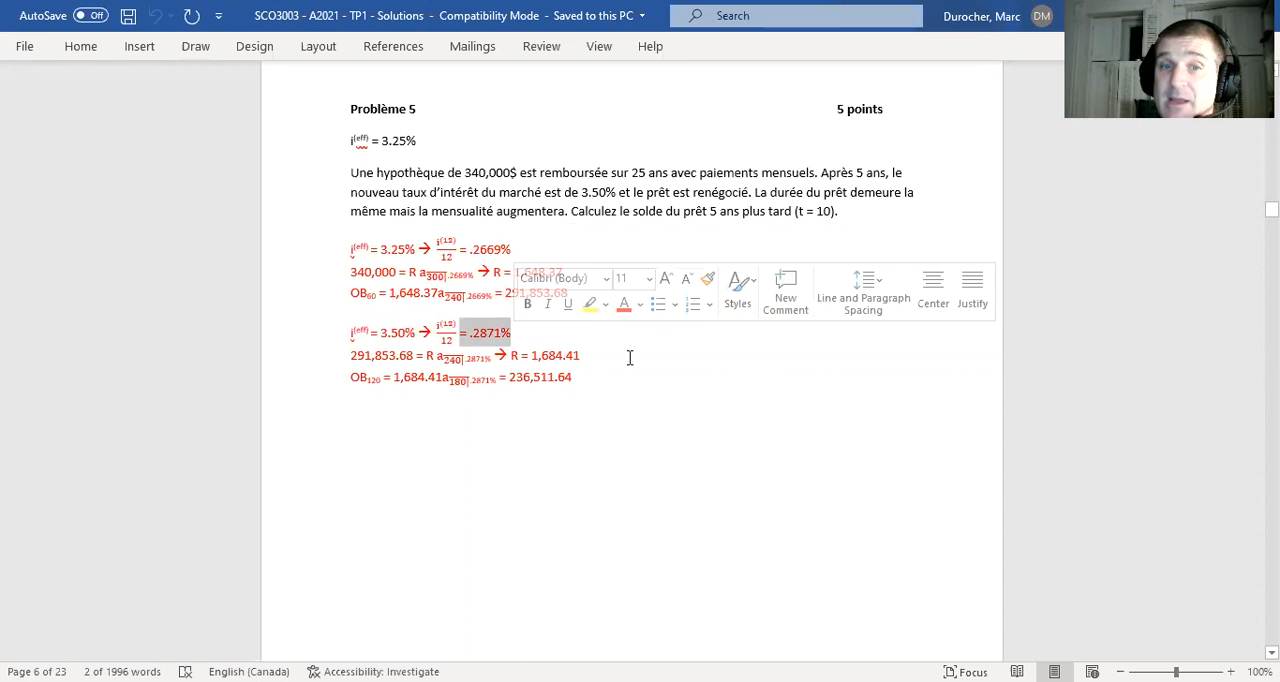 AutoSave Off SCO3003 - A2021 - TP1 - Solutions - Compatibility Mode - Saved to this PC Search Durocher, Marc DM
File Home Insert Draw Design Layout References Mailings Review View Help
Problème 5 5 points
i(eff) = 3.25%
Une hypothèque de 340,000$ est remboursée sur 25 ans avec paiements mensuels. Après 5 ans, le
nouveau taux d'intérêt du marché est de 3.50% et le prêt est renégocié. La durée du prêt demeure la
même mais la mensualité augmentera. Calculez le solde du prêt 5 ans plus tard (t = 10).
i(eff) = 3.25% → i(12)/12 = .2669%
340,000 = R a300|.2669% → R = 1,648.37
OB60 = 1,648.37a240|.2669% = 291,853.68
Calibri (Body) 11 A A Styles New Comment Line and Paragraph Spacing Center Justify
B I U A
i(eff) = 3.50% → i(12)/12 = .2871%
291,853.68 = R a240|.2871% → R = 1,684.41
OB120 = 1,684.41a180|.2871% = 236,511.64
Page 6 of 23 2 of 1996 words English (Canada) Accessibility: Investigate Focus 100%